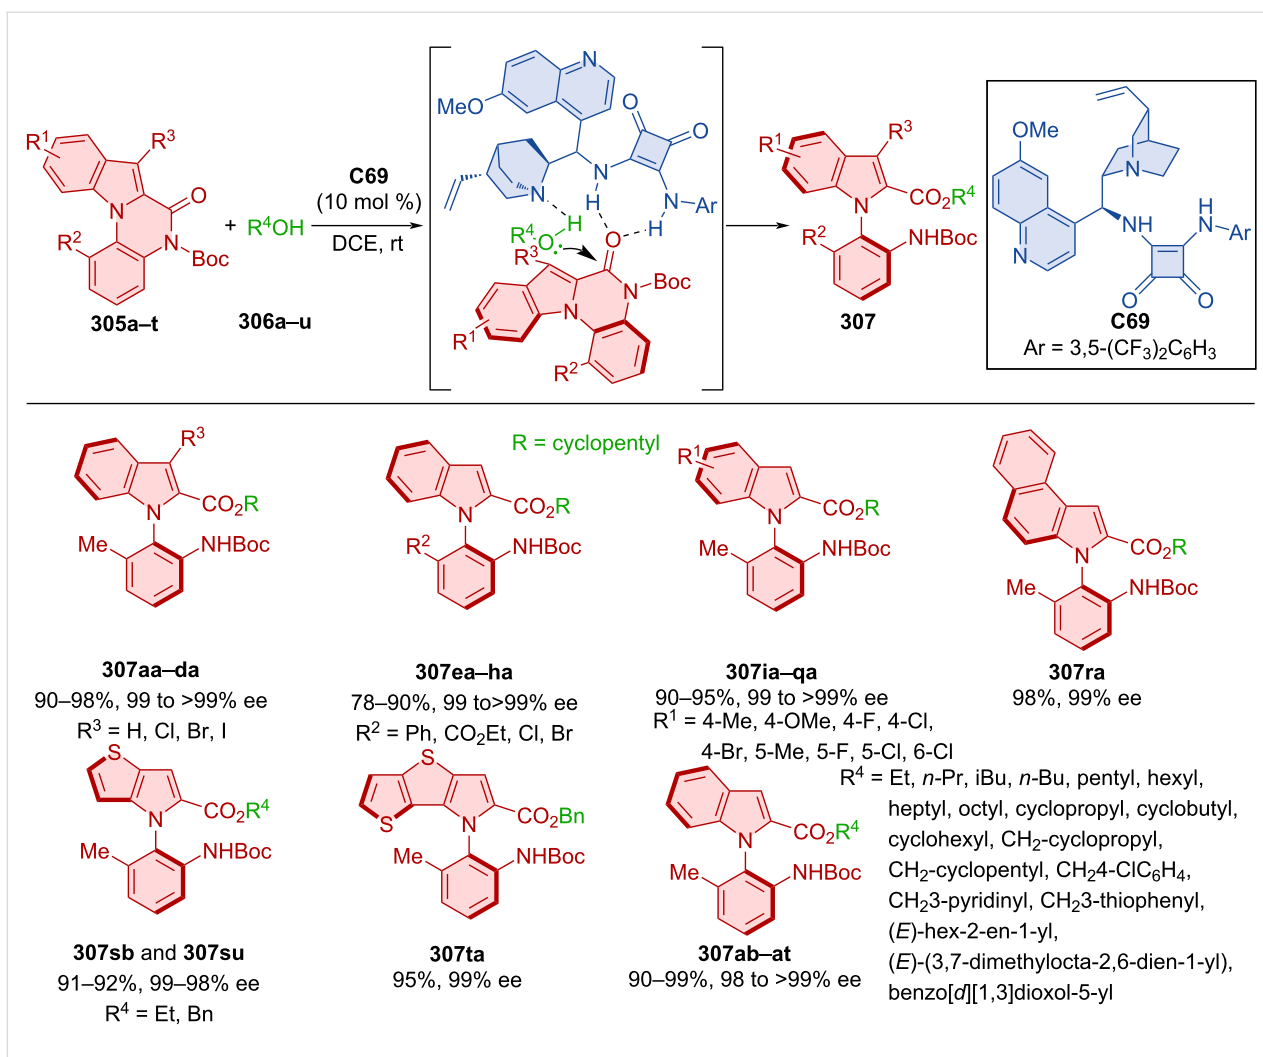 R1
R3
N
O
N
Boc
R2
305a–t
+
R4OH
306a–u
C69
(10 mol %)
DCE, rt
N
MeO
O
O
N
H
N
N
H
Ar
H
R4
O
O
R3
N
Boc
N
R1
R2
R1
R3
N
CO2R4
R2
NHBoc
307
OMe
N
N
NH
H
N
Ar
O
O
C69
Ar = 3,5-(CF3)2C6H3
R = cyclopentyl
R3
N
CO2R
Me
NHBoc
307aa–da
90–98%, 99 to >99% ee
R3 = H, Cl, Br, I
N
CO2R
R2
NHBoc
307ea–ha
78–90%, 99 to>99% ee
R2 = Ph, CO2Et, Cl, Br
R1
N
CO2R
Me
NHBoc
307ia–qa
90–95%, 99 to >99% ee
R1 = 4-Me, 4-OMe, 4-F, 4-Cl,
4-Br, 5-Me, 5-F, 5-Cl, 6-Cl
N
CO2R
Me
NHBoc
307ra
98%, 99% ee
S
N
CO2R4
Me
NHBoc
307sb and 307su
91–92%, 99–98% ee
R4 = Et, Bn
S
S
N
CO2Bn
Me
NHBoc
307ta
95%, 99% ee
N
CO2R4
Me
NHBoc
307ab–at
90–99%, 98 to >99% ee
R4 = Et, n-Pr, iBu, n-Bu, pentyl, hexyl,
heptyl, octyl, cyclopropyl, cyclobutyl,
cyclohexyl, CH2-cyclopropyl,
CH2-cyclopentyl, CH24-ClC6H4,
CH23-pyridinyl, CH23-thiophenyl,
(E)-hex-2-en-1-yl,
(E)-(3,7-dimethylocta-2,6-dien-1-yl),
benzo[d][1,3]dioxol-5-yl